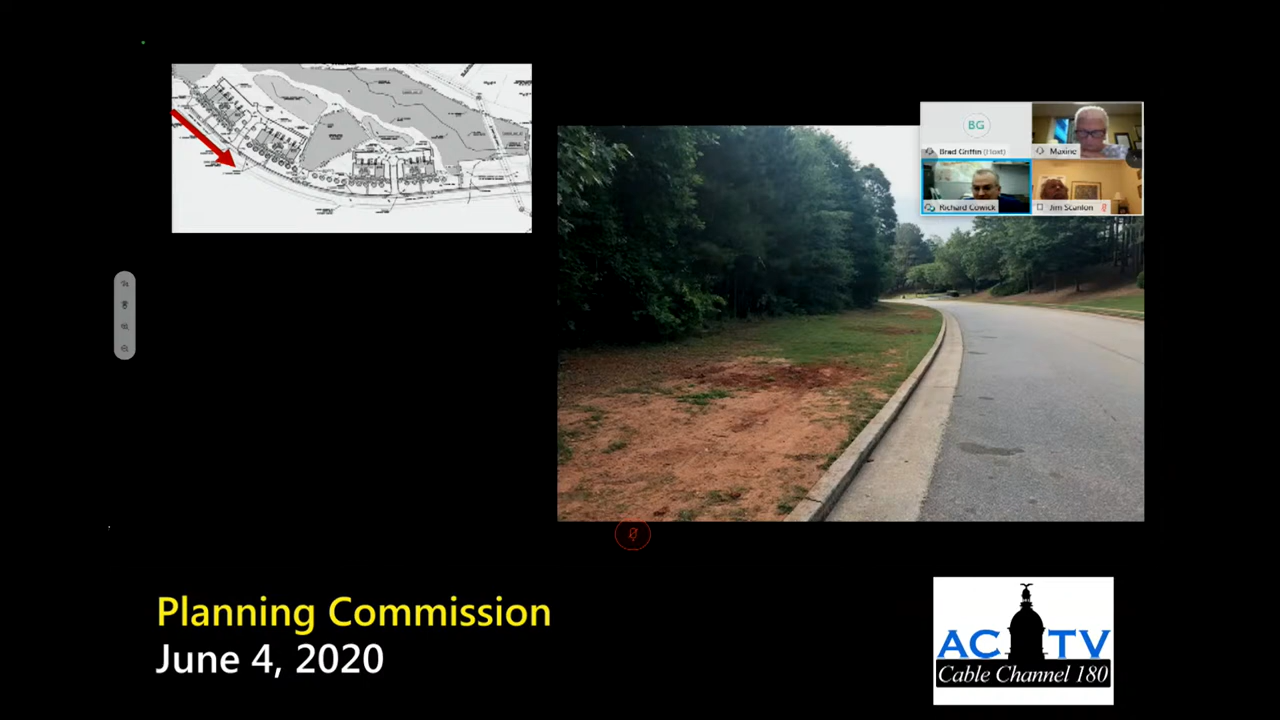 BG
Brad Griffin (Host)
Maxine
Richard Cowick
Jim Scanlon
Planning Commission
June 4, 2020
ACTV
Cable Channel 180